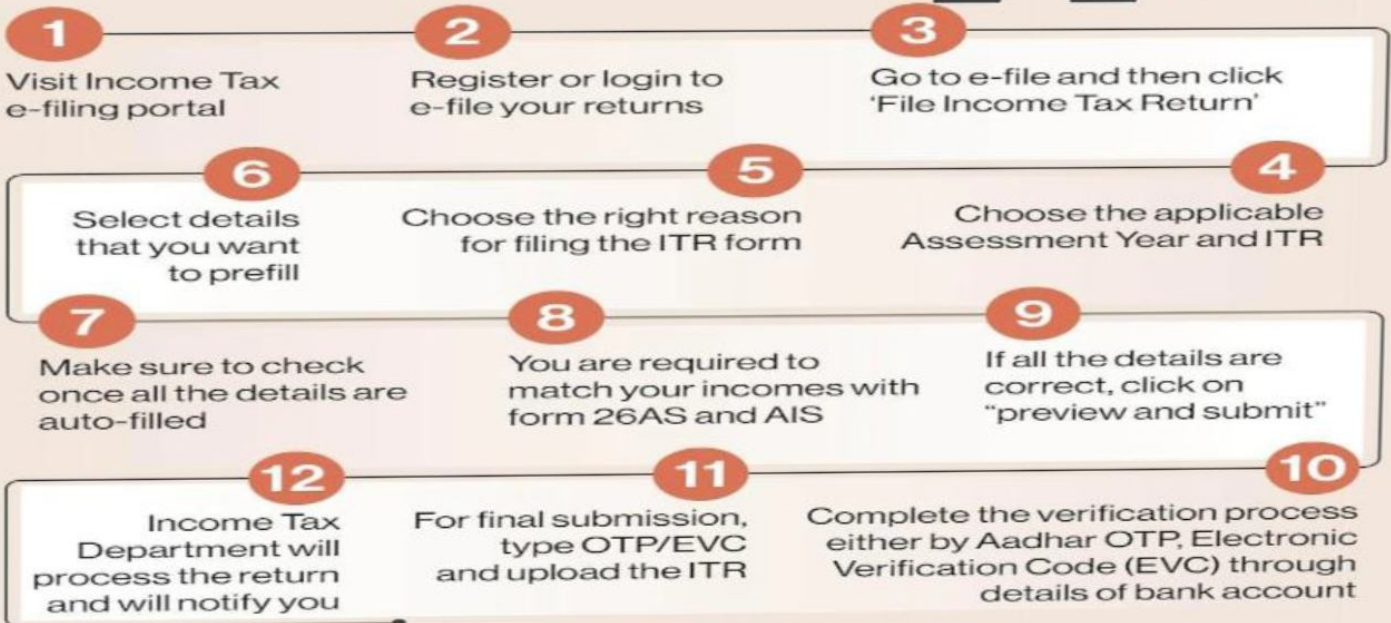 1
Visit Income Tax
e-filing portal
2
Register or login to
e-file your returns
3
Go to e-file and then click
‘File Income Tax Return’
4
Choose the applicable
Assessment Year and ITR
5
Choose the right reason
for filing the ITR form
6
Select details
that you want
to prefill
7
Make sure to check
once all the details are
auto-filled
8
You are required to
match your incomes with
form 26AS and AIS
9
If all the details are
correct, click on
“preview and submit”
10
Complete the verification process
either by Aadhar OTP, Electronic
Verification Code (EVC) through
details of bank account
11
For final submission,
type OTP/EVC
and upload the ITR
12
Income Tax
Department will
process the return
and will notify you